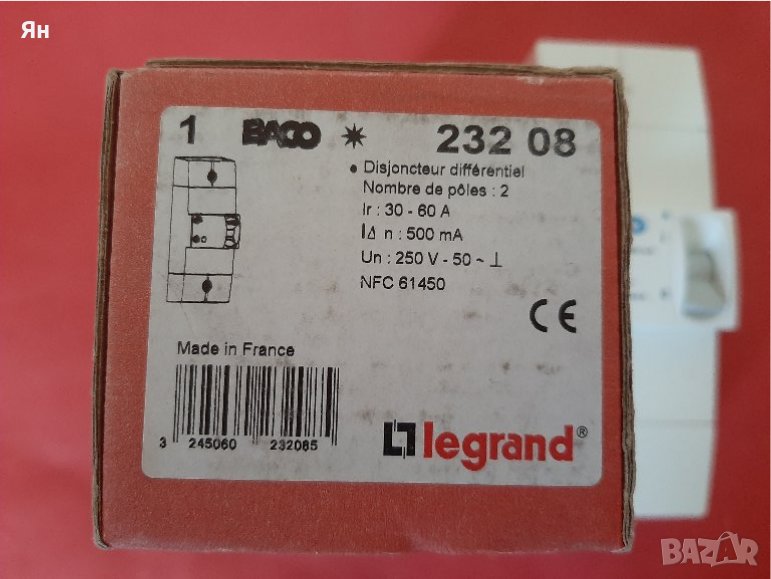 Ян
1 BACO 232 08
• Disjoncteur différentiel
Nombre de pôles : 2
Ir : 30 - 60 A
I∆ n : 500 mA
Un : 250 V - 50 ~ ⊥
NFC 61450
CE
Made in France
3 245060 232085
legrand®
BAZAR